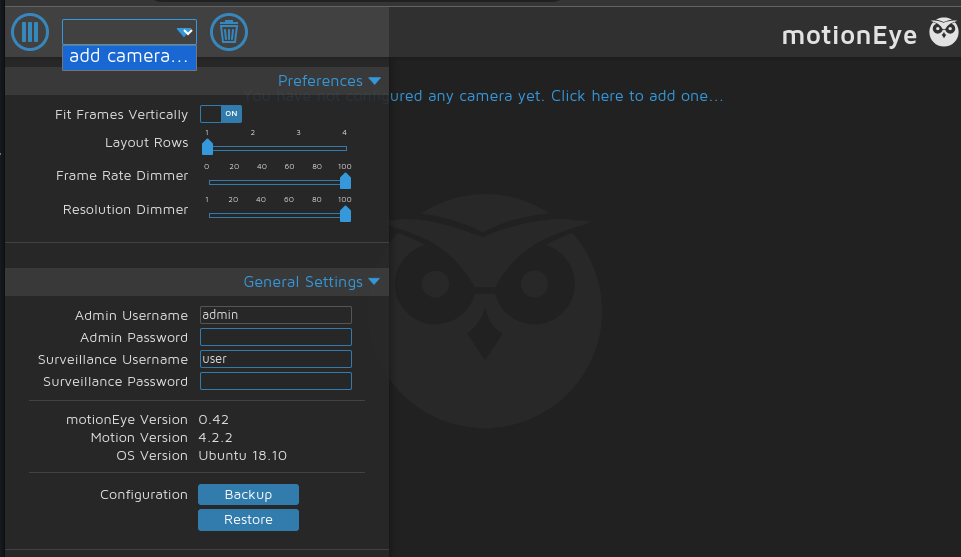 add camera...
motionEye
Preferences
You have not configured any camera yet. Click here to add one...
Fit Frames Vertically ON
1 2 3 4
Layout Rows
0 20 40 60 80 100
Frame Rate Dimmer
1 20 40 60 80 100
Resolution Dimmer
General Settings
Admin Username admin
Admin Password
Surveillance Username user
Surveillance Password
motionEye Version 0.42
Motion Version 4.2.2
OS Version Ubuntu 18.10
Configuration Backup
Restore